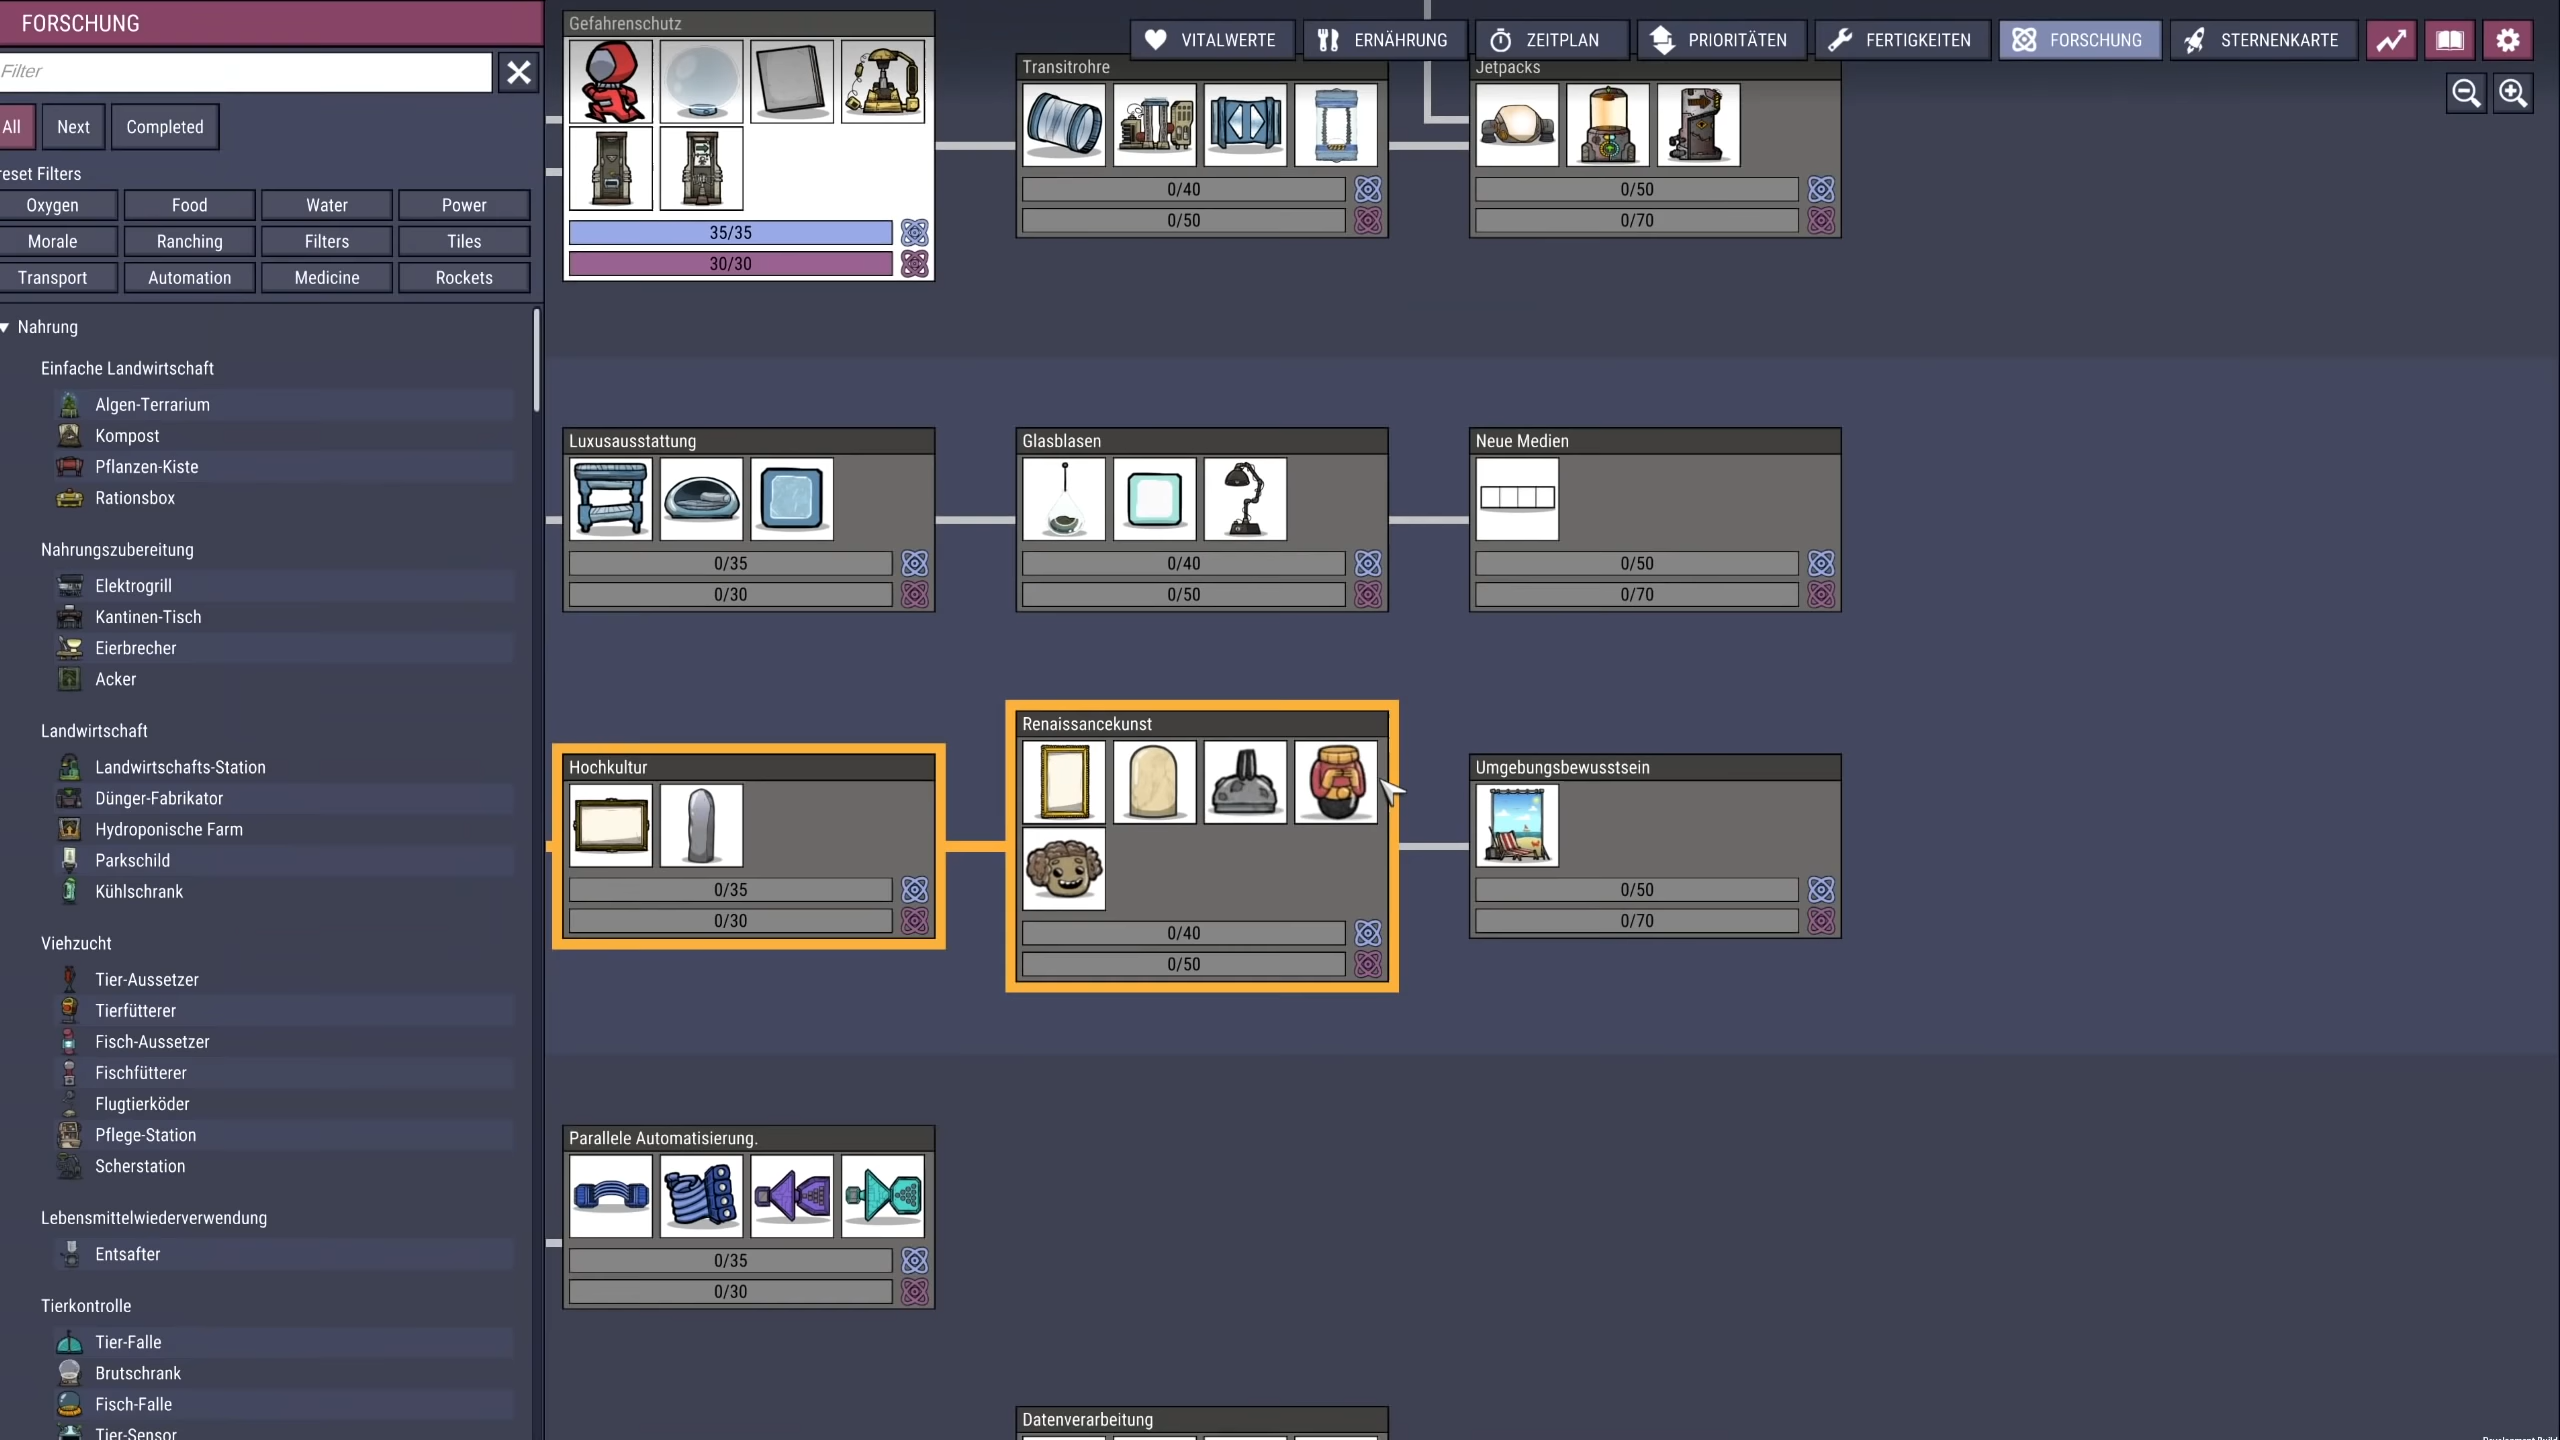 FORSCHUNG
Filter
All
Next
Completed
reset Filters
Oxygen
Food
Water
Power
Morale
Ranching
Filters
Tiles
Transport
Automation
Medicine
Rockets
Nahrung
Einfache Landwirtschaft
Algen-Terrarium
Kompost
Pflanzen-Kiste
Rationsbox
Nahrungszubereitung
Elektrogrill
Kantinen-Tisch
Eierbrecher
Acker
Landwirtschaft
Landwirtschafts-Station
Dünger-Fabrikator
Hydroponische Farm
Parkschild
Kühlschrank
Viehzucht
Tier-Aussetzer
Tierfütterer
Fisch-Aussetzer
Fischfütterer
Flugtierköder
Pflege-Station
Scherstation
Lebensmittelwiederverwendung
Entsafter
Tierkontrolle
Tier-Falle
Brutschrank
Fisch-Falle
Tier-Sensor
VITALWERTE
ERNÄHRUNG
ZEITPLAN
PRIORITÄTEN
FERTIGKEITEN
FORSCHUNG
STERNENKARTE
Gefahrenschutz
35/35
30/30
Transitrohre
0/40
0/50
Jetpacks
0/50
0/70
Luxusausstattung
0/35
0/30
Glasblasen
0/40
0/50
Neue Medien
0/50
0/70
Hochkultur
0/35
0/30
Renaissancekunst
0/40
0/50
Umgebungsbewusstsein
0/50
0/70
Parallele Automatisierung.
0/35
0/30
Datenverarbeitung